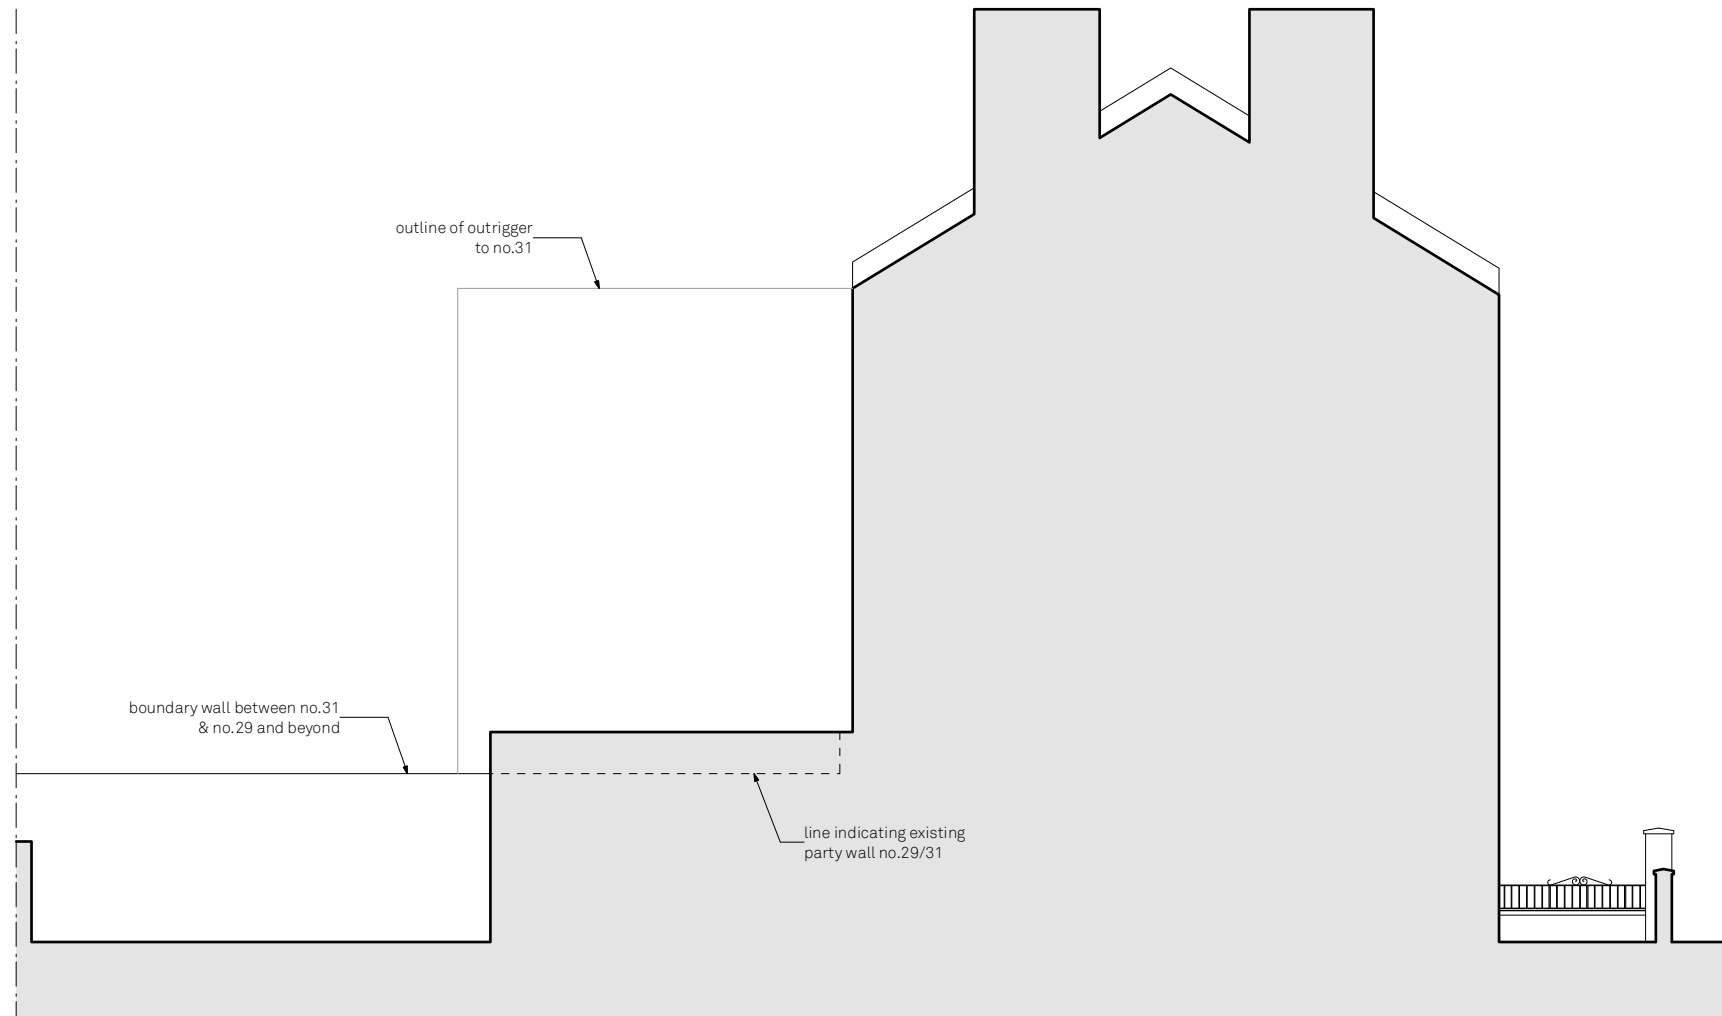 outline of outrigger
to no.31
boundary wall between no.31
& no.29 and beyond
line indicating existing
party wall no.29/31